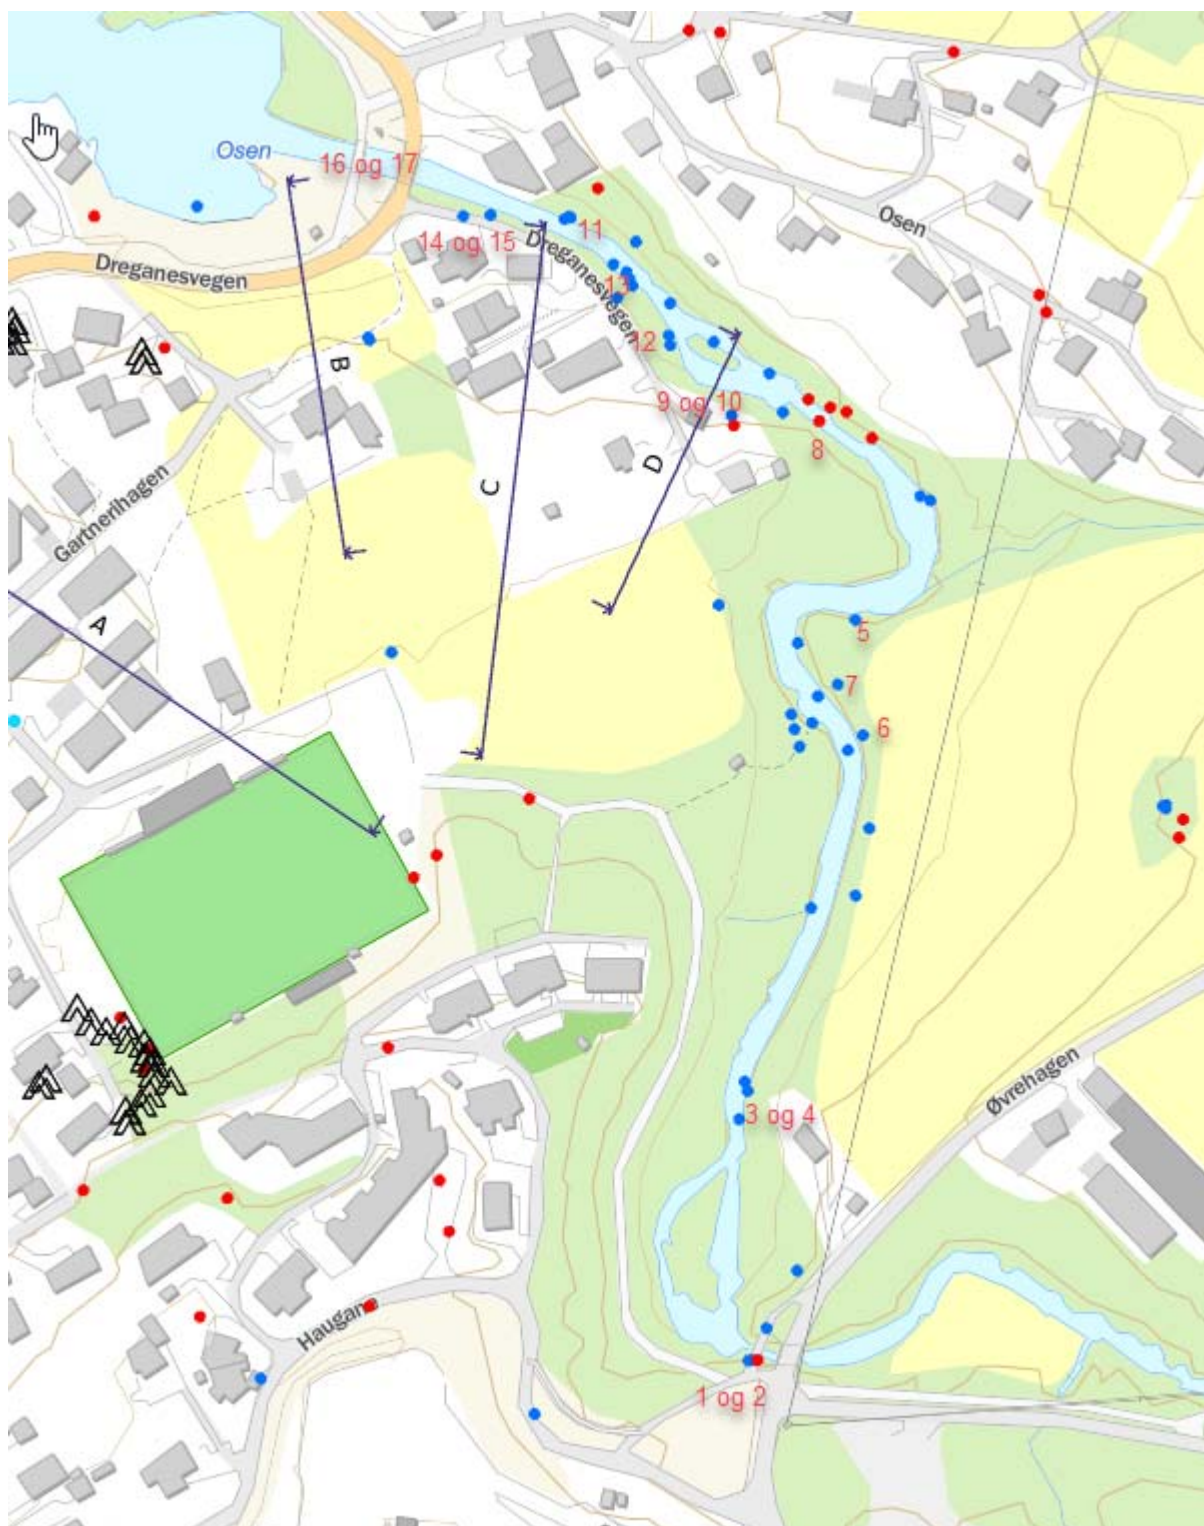 Osen
16 og 17
11
14 og 15
Osen
Dreganesvegen
Dreganesvegen
13
12
B
9 og 10
8
C
D
Gartnerihagen
A
5
7
6
3 og 4
Øvrehagen
Haugane
1 og 2